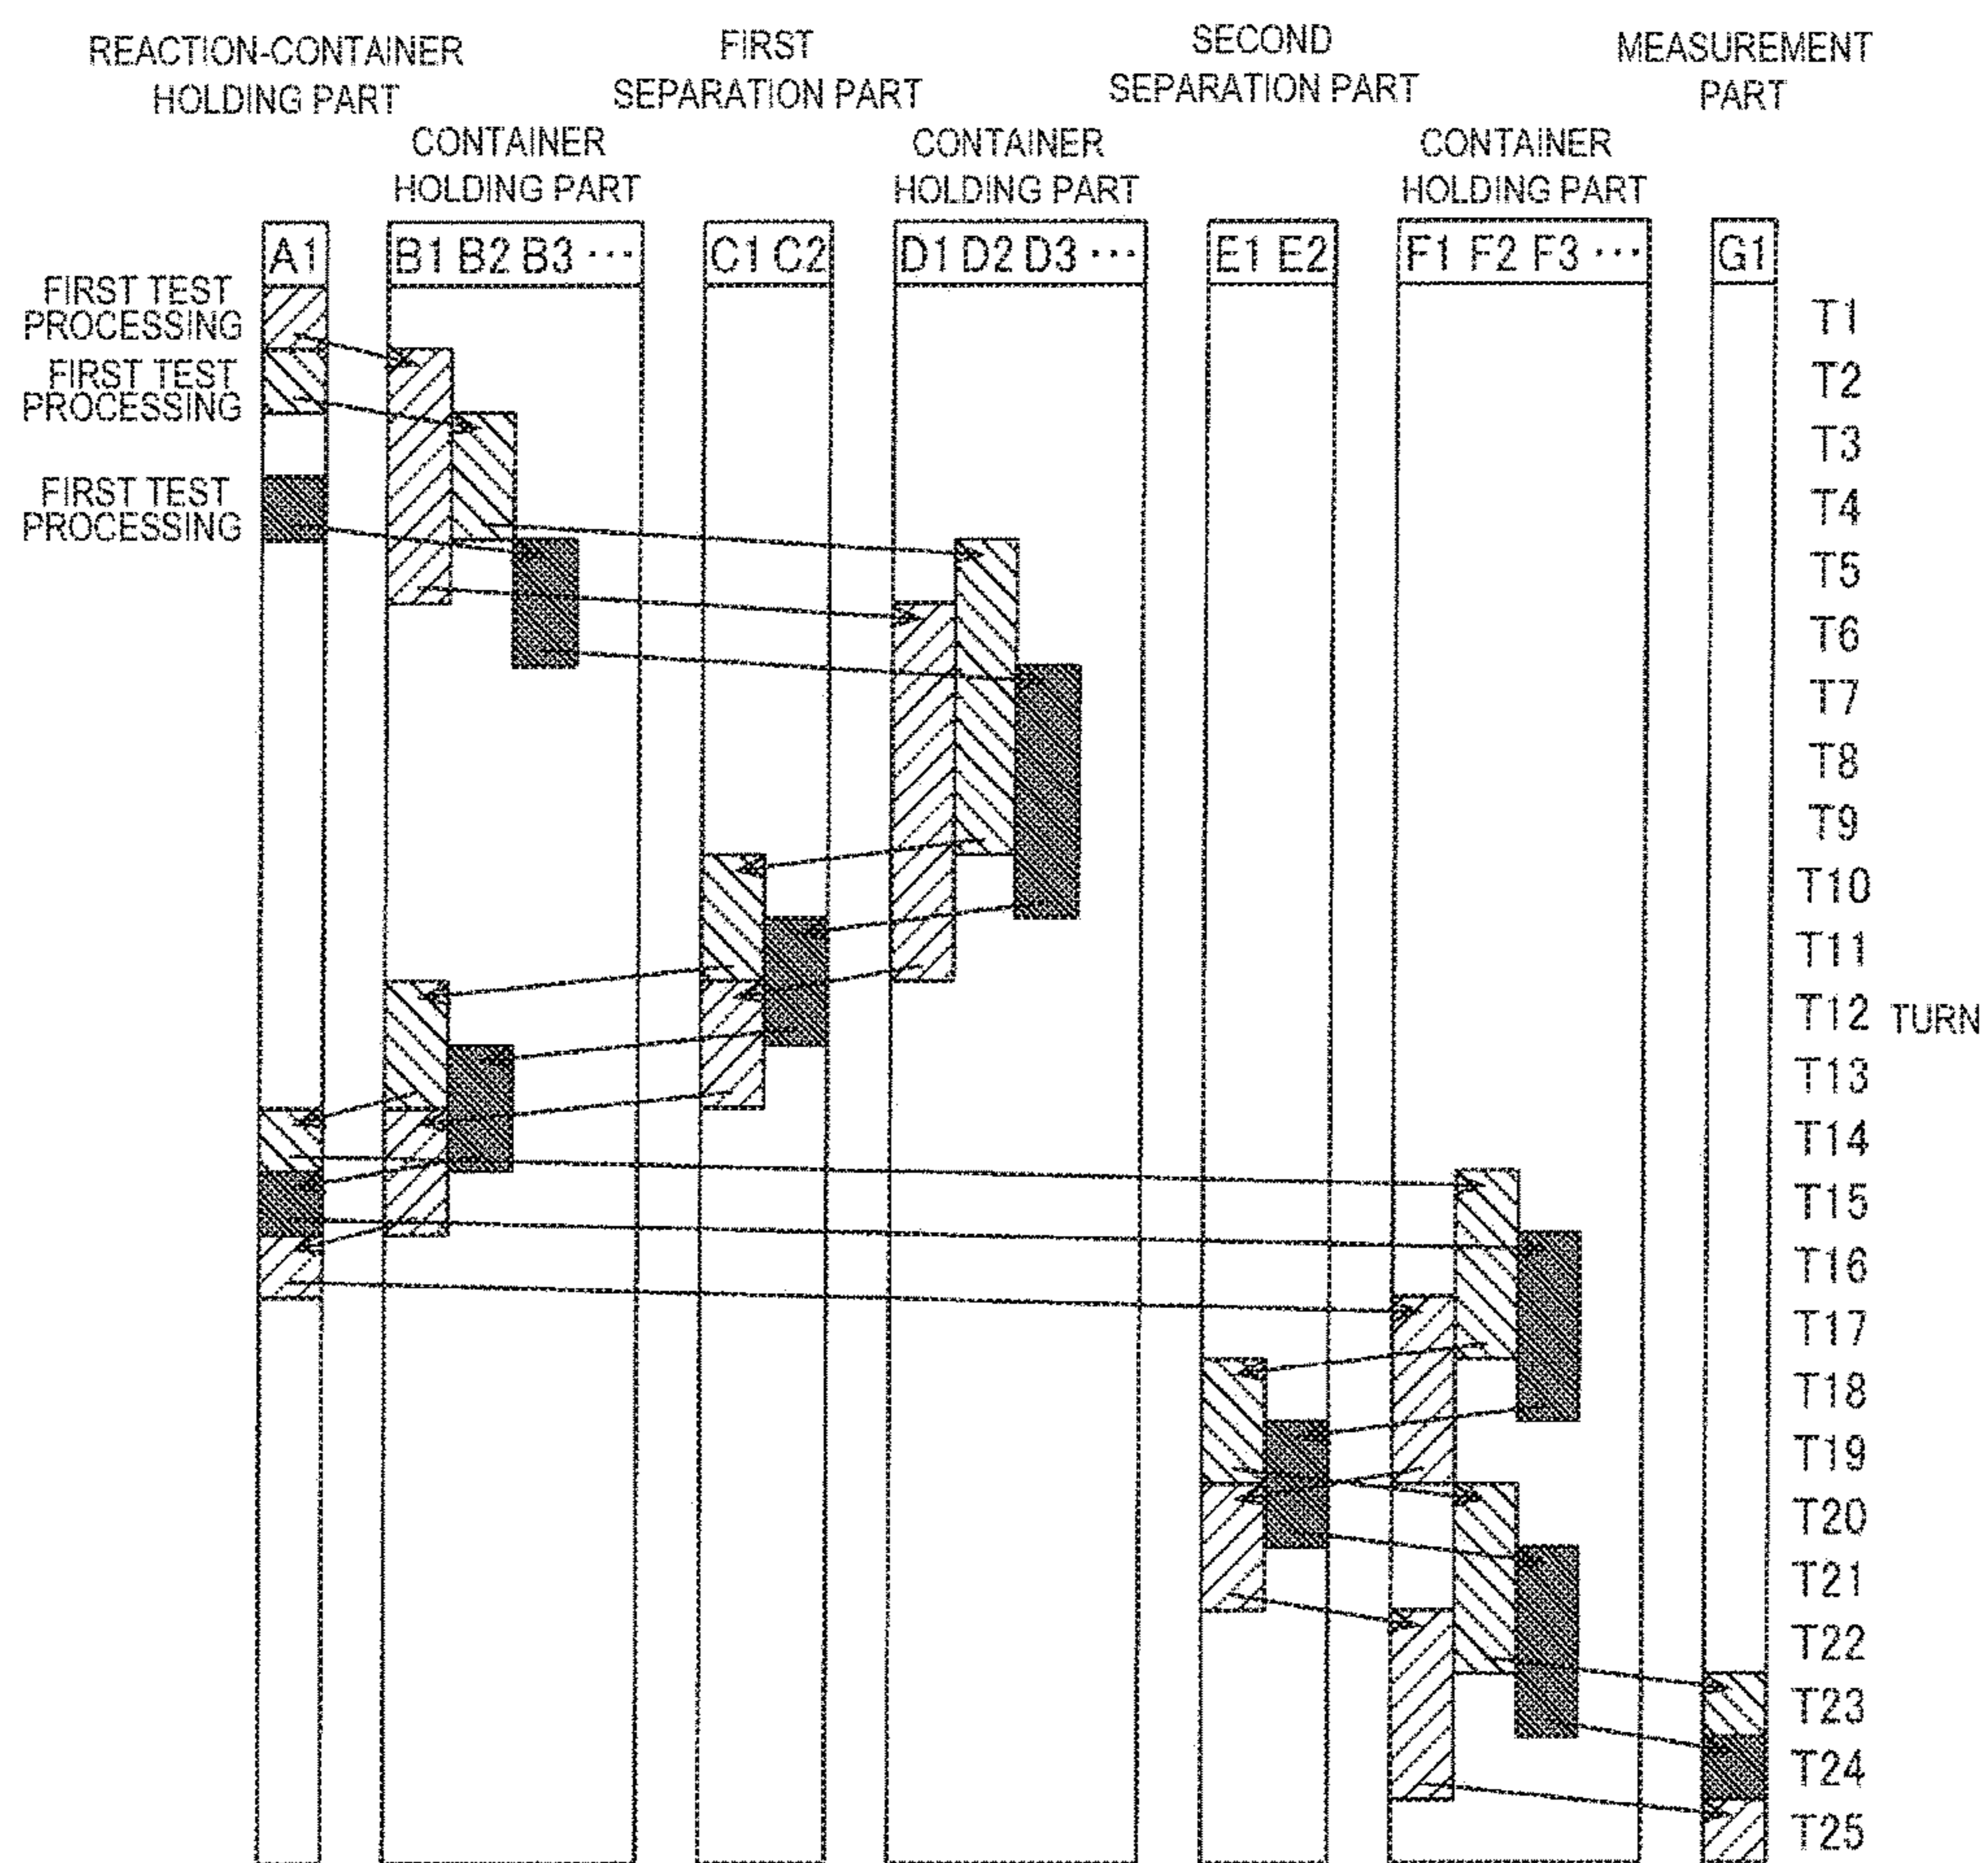 REACTION-CONTAINER
HOLDING PART
FIRST
SEPARATION PART
SECOND
SEPARATION PART
MEASUREMENT
PART
CONTAINER
HOLDING PART
CONTAINER
HOLDING PART
CONTAINER
HOLDING PART
A1 B1 B2 B3 ··· C1 C2 D1 D2 D3 ··· E1 E2 F1 F2 F3 ··· G1
FIRST TEST
PROCESSING
FIRST TEST
PROCESSING
FIRST TEST
PROCESSING
T1
T2
T3
T4
T5
T6
T7
T8
T9
T10
T11
T12 TURN
T13
T14
T15
T16
T17
T18
T19
T20
T21
T22
T23
T24
T25